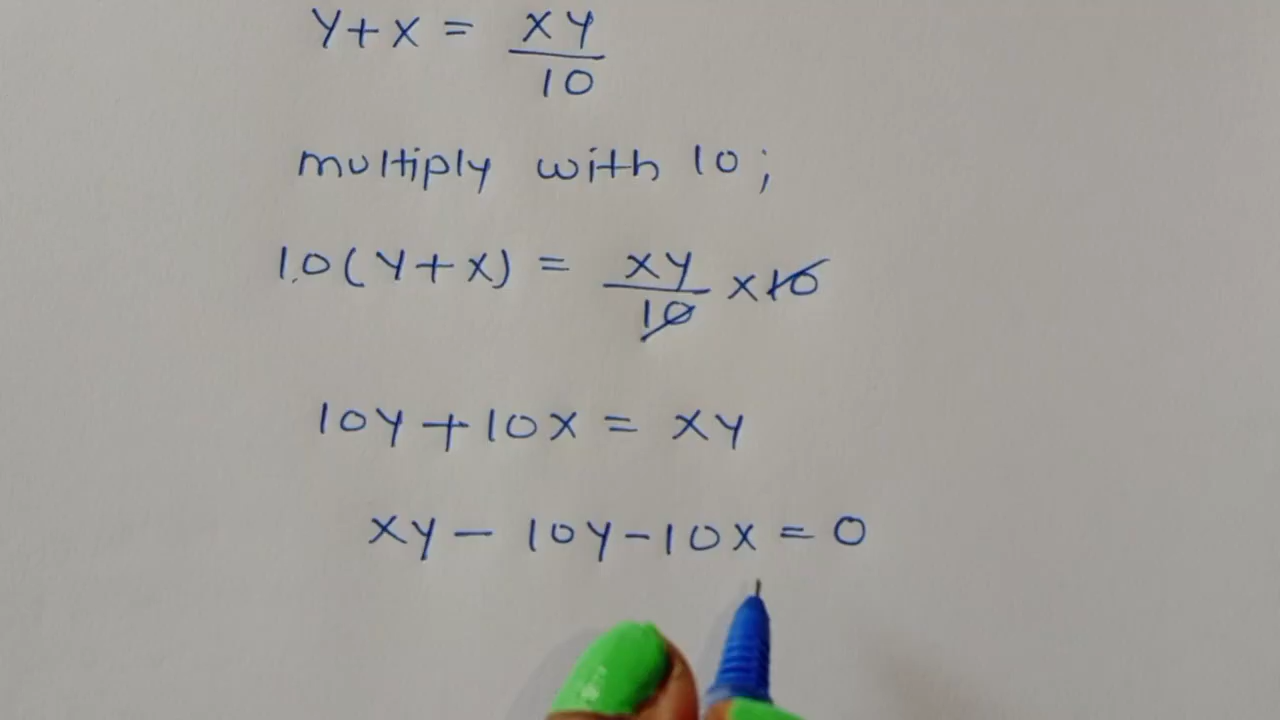 Y+X = XY/10
multiply with 10;
10(Y+X) = XY/10 ×10
10Y+10X = XY
XY-10Y-10X=0